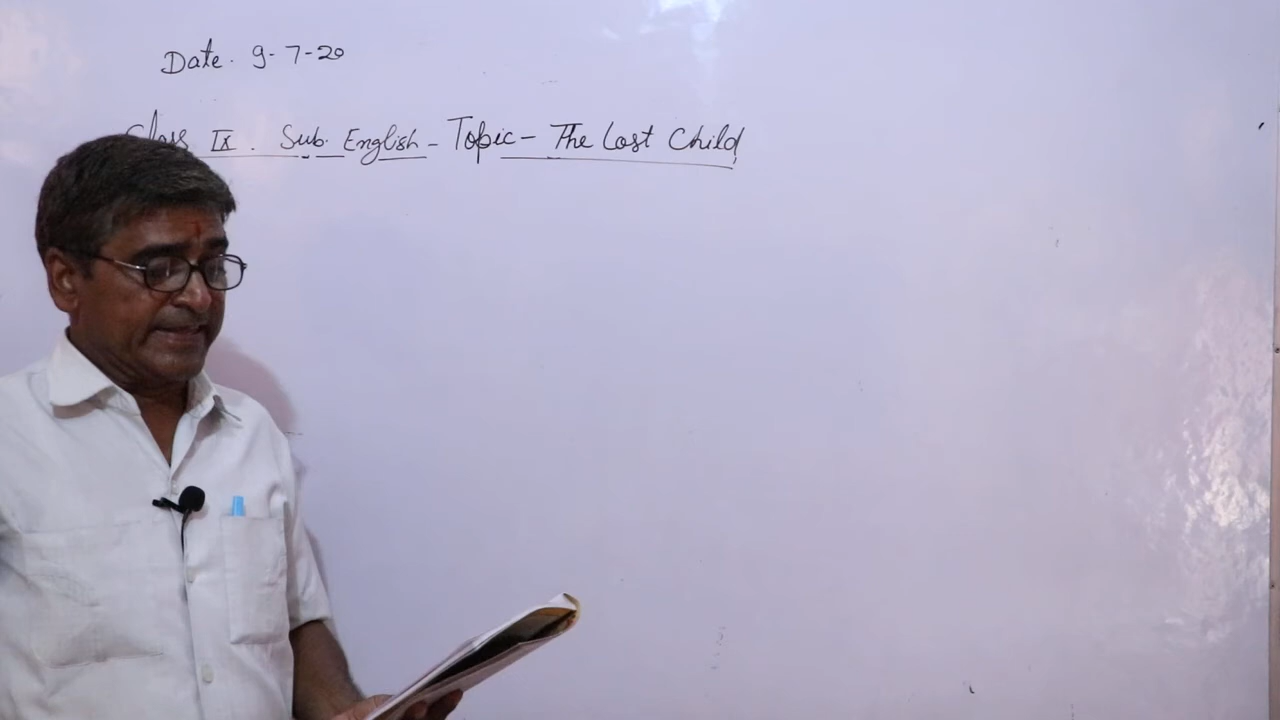 Date. 9-7-20
Class IX. Sub. English - Topic - The Lost Child